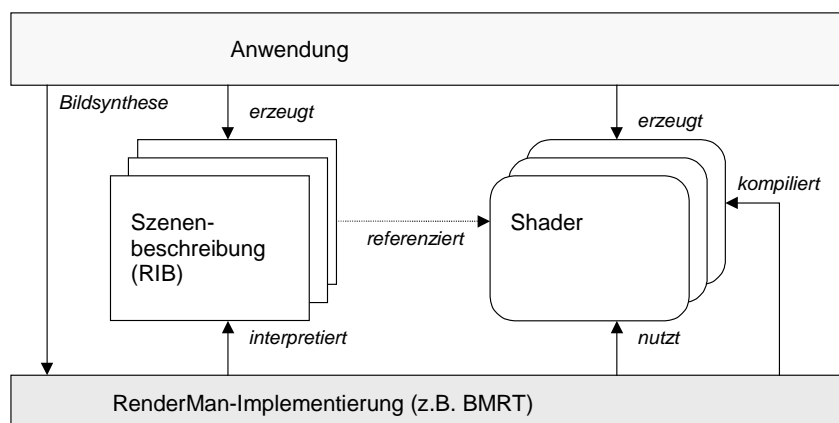 Anwendung
Bildsynthese
erzeugt
erzeugt
kompiliert
Szenen-
beschreibung
(RIB)
referenziert
Shader
interpretiert
nutzt
RenderMan-Implementierung (z.B. BMRT)